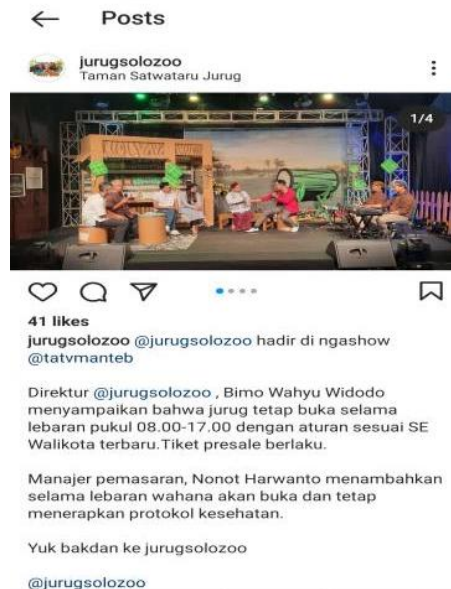 Posts
jurugsolozoo
Taman Satwataru Jurug
1/4
41 likes
jurugsolozoo @jurugsolozoo hadir di ngashow
@tatvmanteb
Direktur @jurugsolozoo , Bimo Wahyu Widodo
menyampaikan bahwa jurug tetap buka selama
lebaran pukul 08.00-17.00 dengan aturan sesuai SE
Walikota terbaru.Tiket presale berlaku.
Manajer pemasaran, Nonot Harwanto menambahkan
selama lebaran wahana akan buka dan tetap
menerapkan protokol kesehatan.
Yuk bakdan ke jurugsolozoo
@jurugsolozoo